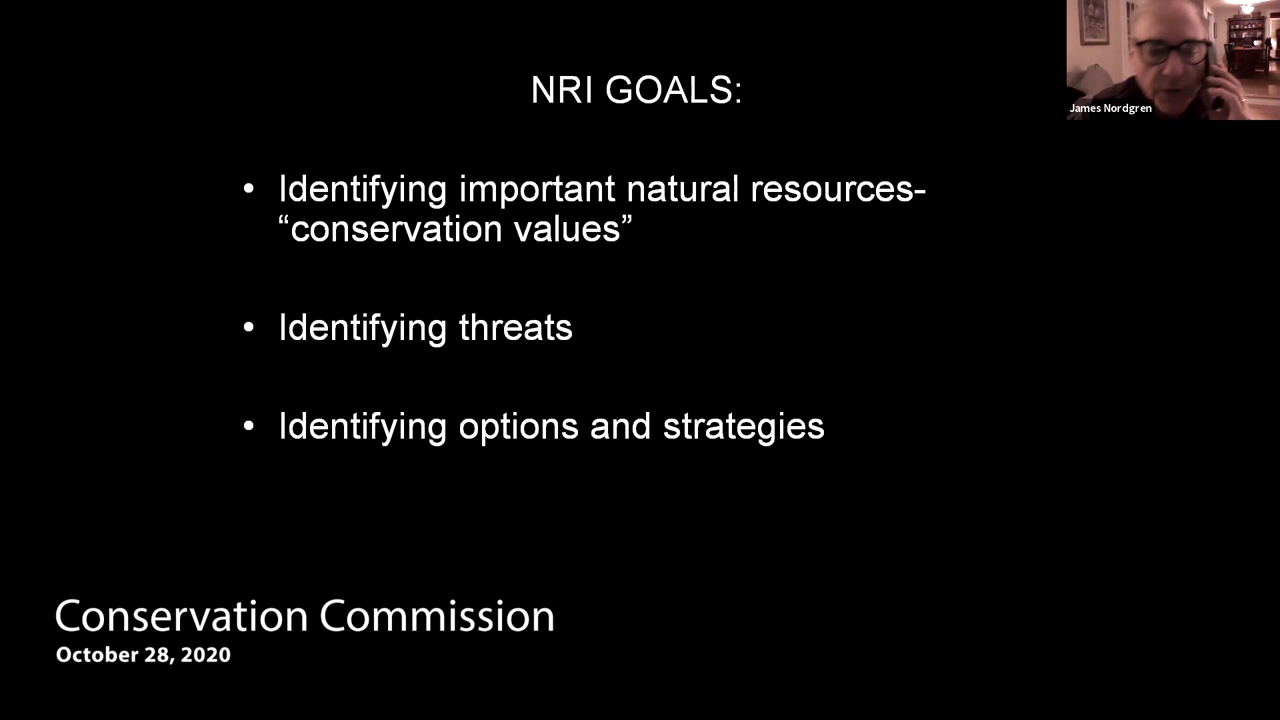 NRI GOALS:
James Nordgren
• Identifying important natural resources-
“conservation values”
• Identifying threats
• Identifying options and strategies
Conservation Commission
October 28, 2020